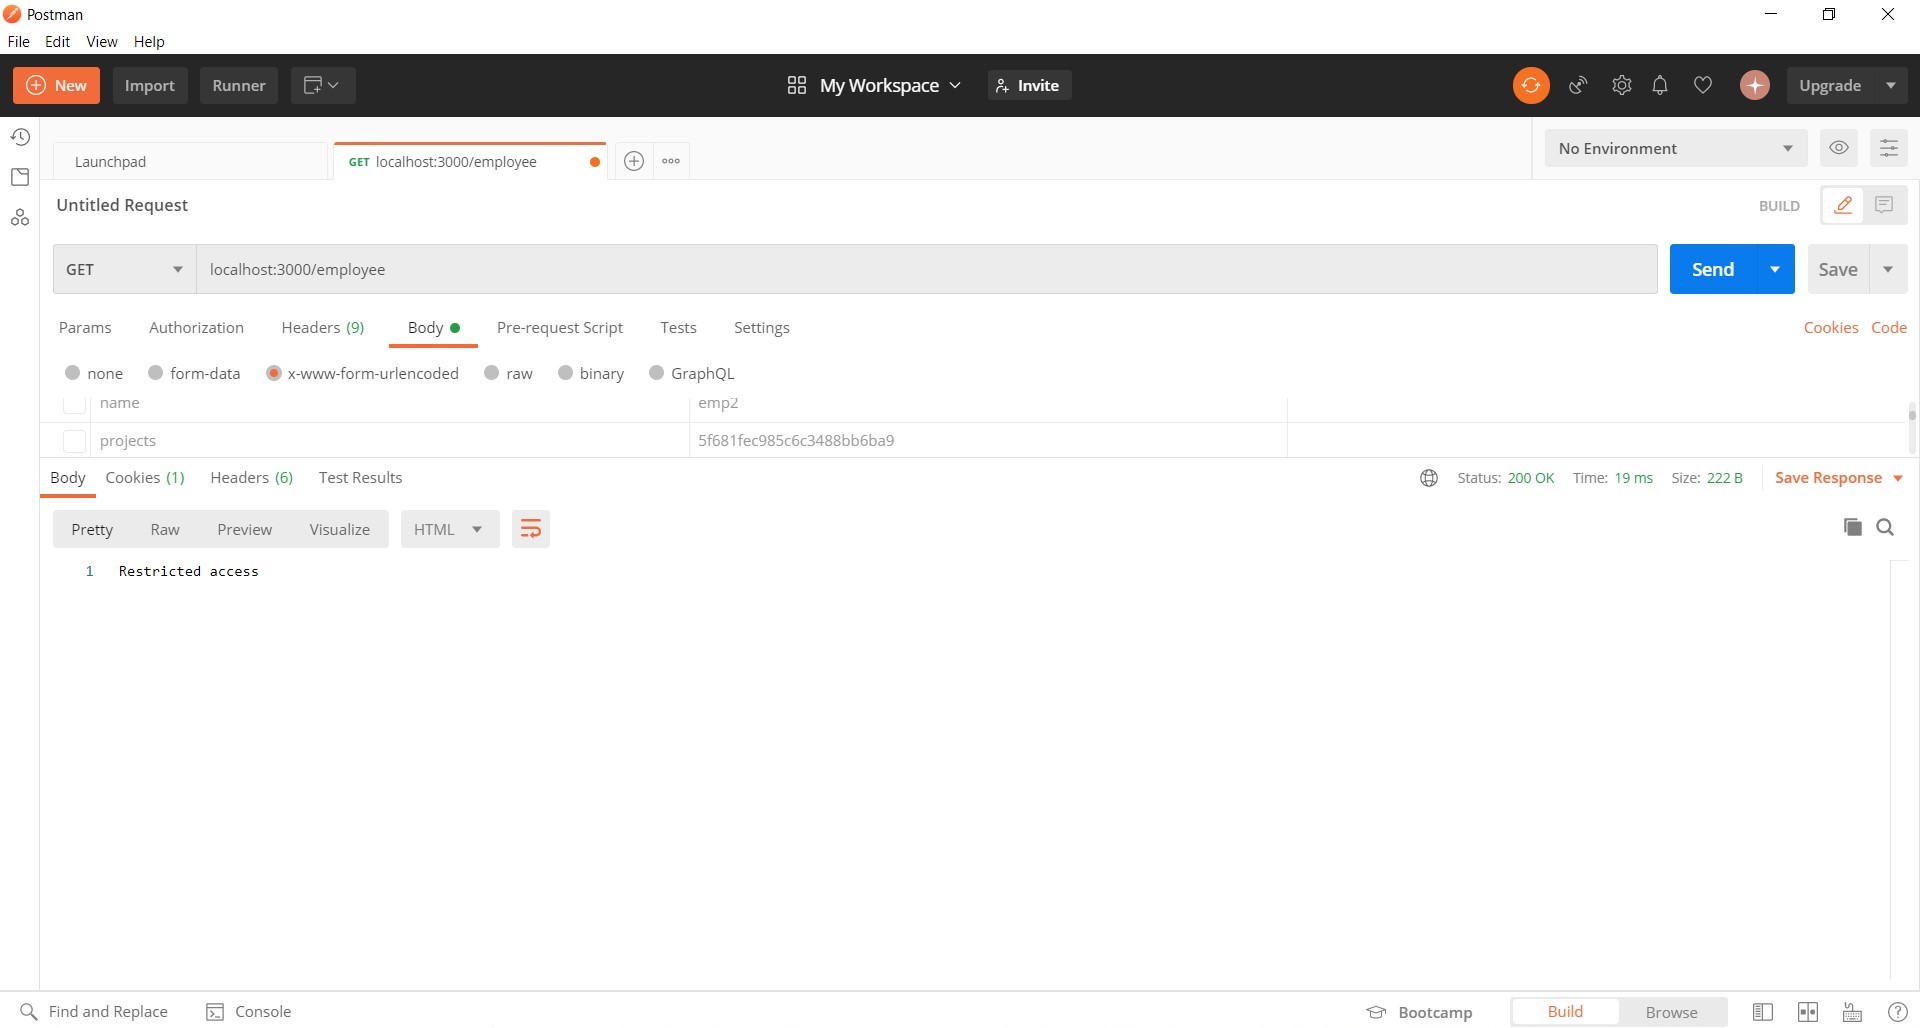 Postman
File Edit View Help
New Import Runner My Workspace Invite Upgrade
Launchpad GET localhost:3000/employee No Environment
Untitled Request BUILD
GET localhost:3000/employee Send Save
Params Authorization Headers (9) Body Pre-request Script Tests Settings Cookies Code
none form-data x-www-form-urlencoded raw binary GraphQL
name emp2
projects 5f681fec985c6c3488bb6ba9
Body Cookies (1) Headers (6) Test Results Status: 200 OK Time: 19 ms Size: 222 B Save Response
Pretty Raw Preview Visualize HTML
1 Restricted access
Find and Replace Console Bootcamp Build Browse